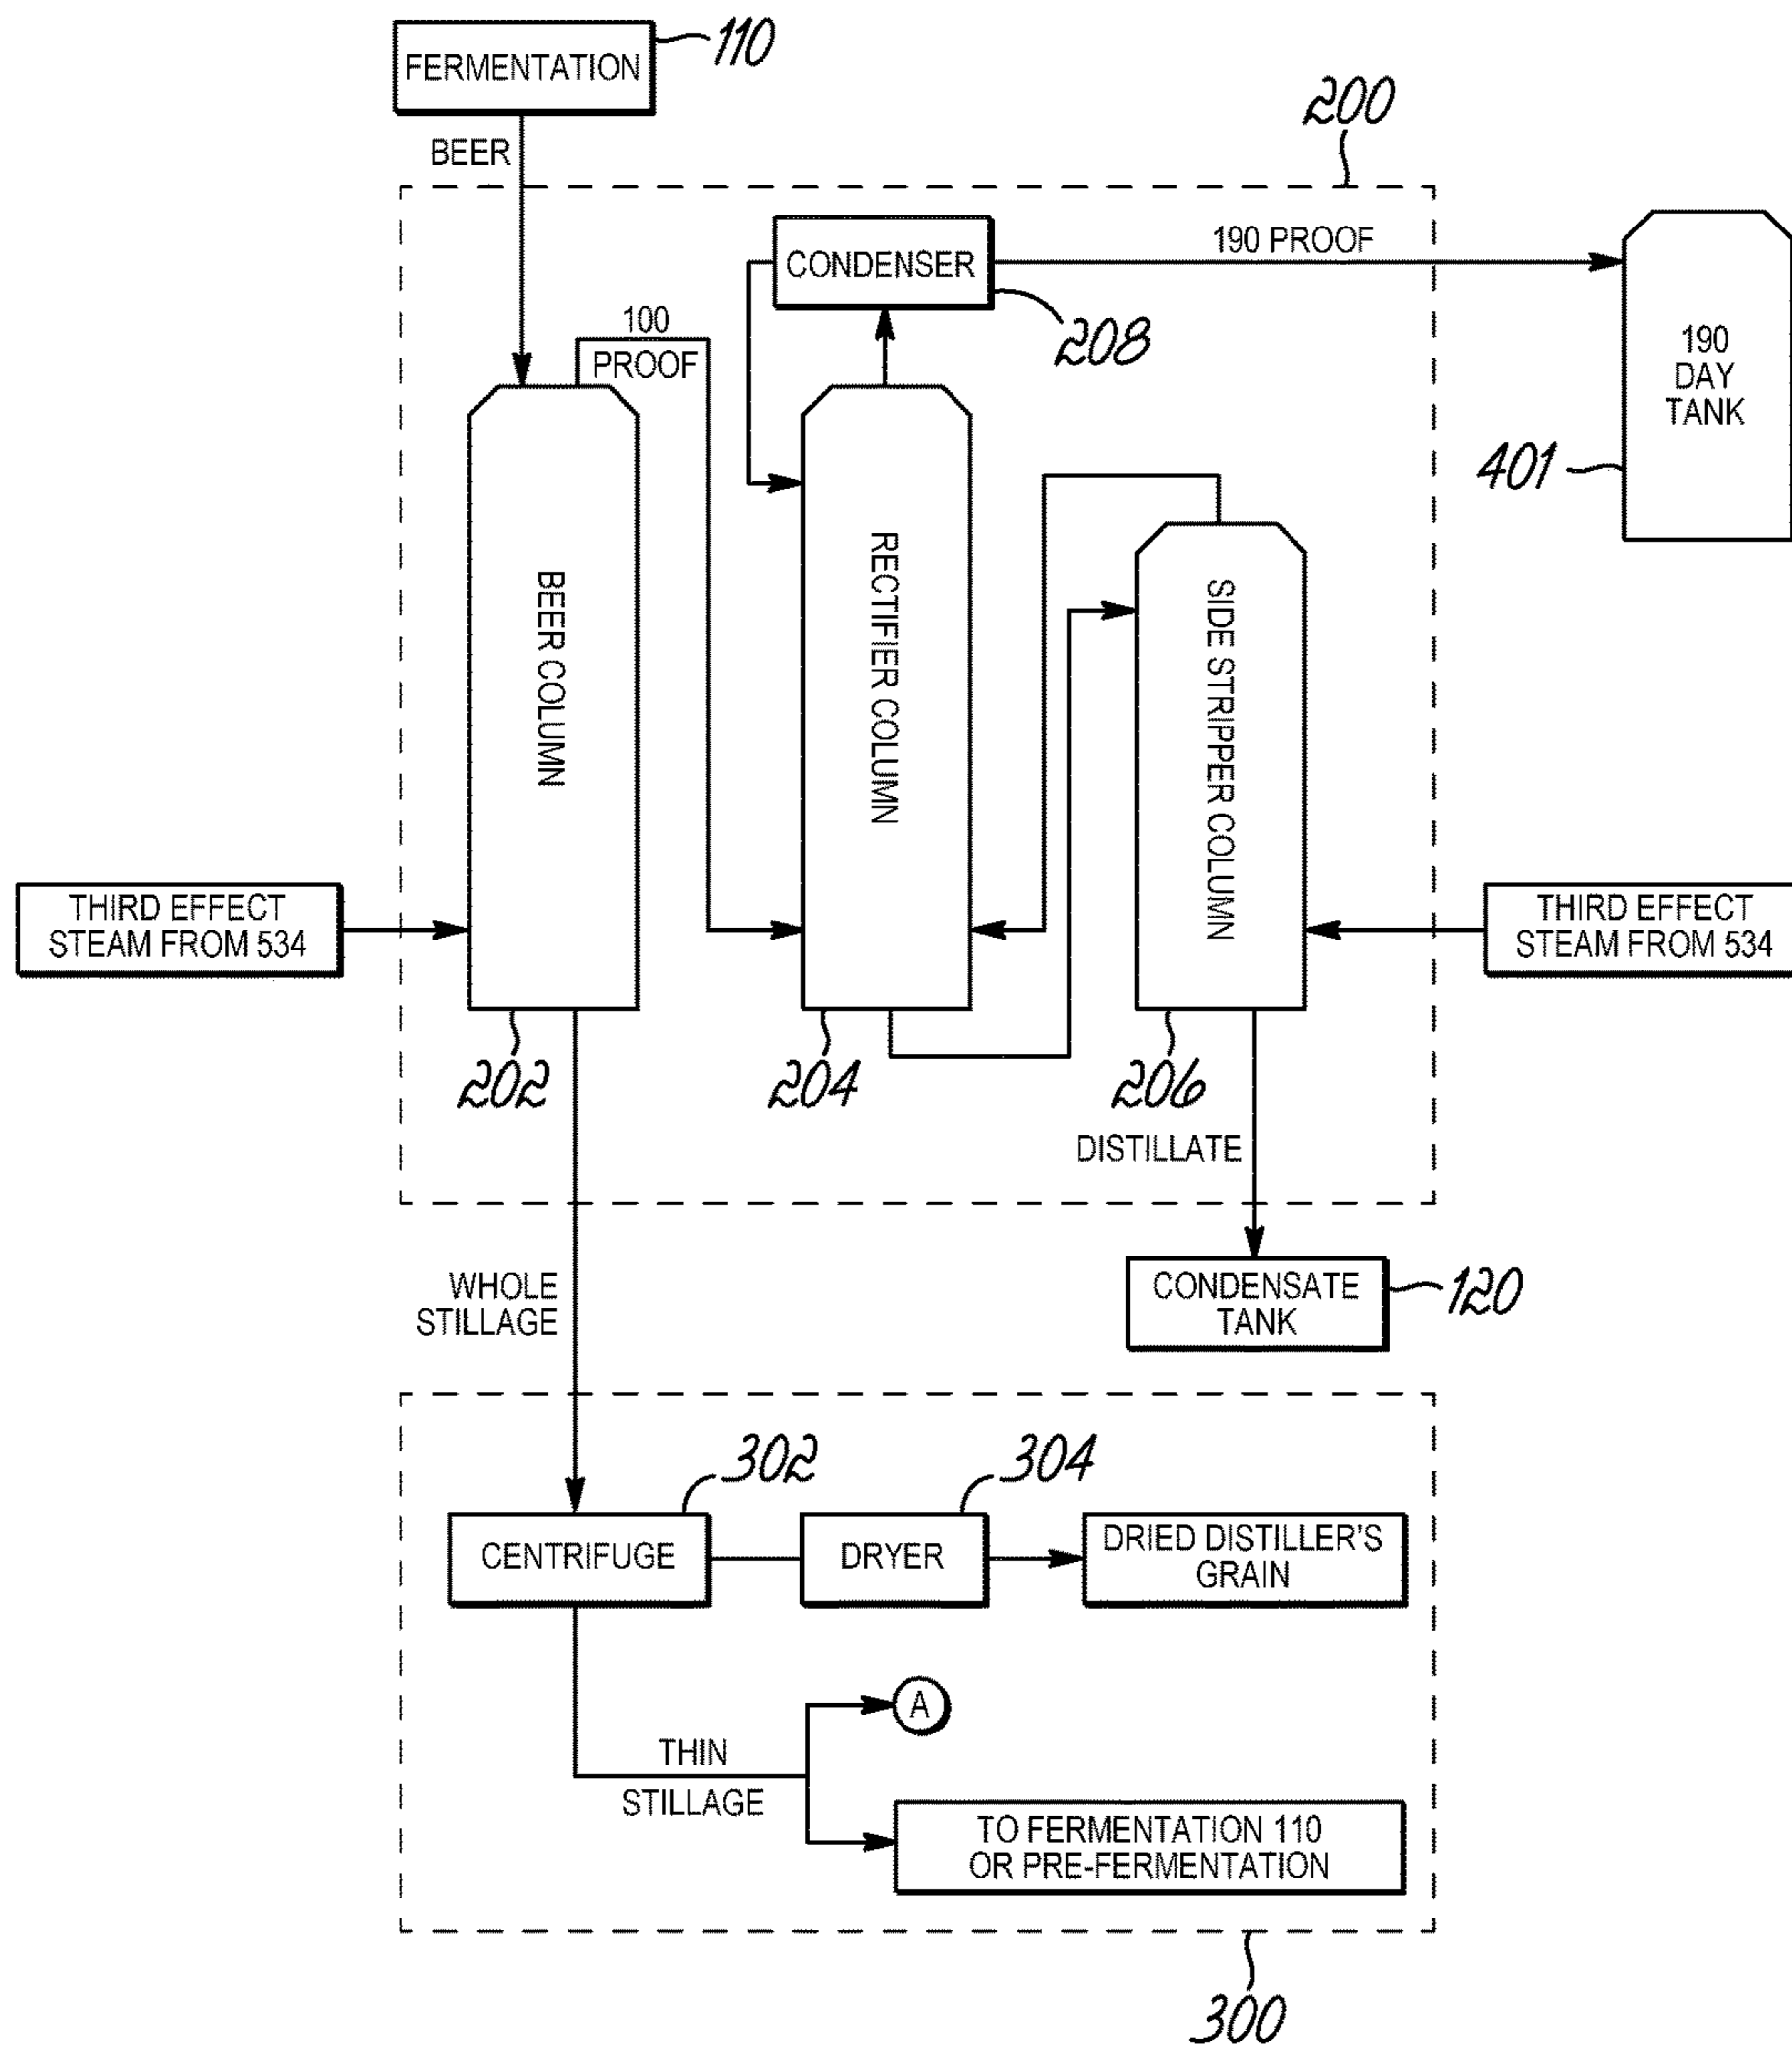 110
FERMENTATION
BEER
200
CONDENSER
190 PROOF
208
100
PROOF
190
DAY
TANK
401
BEER COLUMN
RECTIFIER COLUMN
SIDE STRIPPER COLUMN
THIRD EFFECT
STEAM FROM 534
THIRD EFFECT
STEAM FROM 534
202
204
206
DISTILLATE
WHOLE
STILLAGE
CONDENSATE
TANK
120
302
304
CENTRIFUGE
DRYER
DRIED DISTILLER'S
GRAIN
A
THIN
STILLAGE
TO FERMENTATION 110
OR PRE-FERMENTATION
300